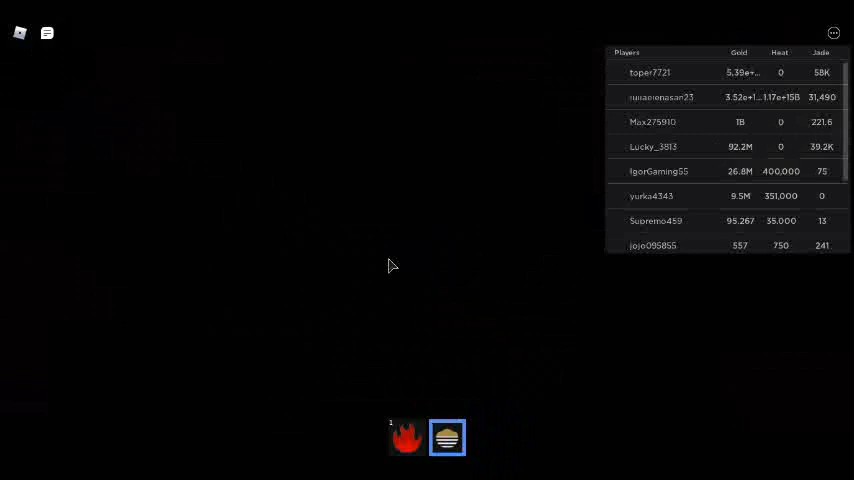 Players Gold Heat Jade
toper7721 5.39e+... 0 58K
3.52e+1... 1.17e+15B 31,490
Max275910 1B 0 221.6
Lucky_3813 92.2M 0 39.2K
IgorGaming55 26.8M 400,000 75
yurka4343 9.5M 351,000 0
Supremo459 95.267 35.000 13
jojo095855 557 750 241
1